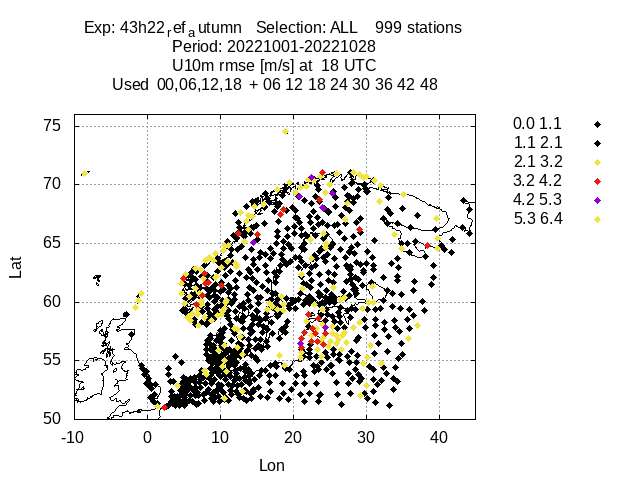 Exp: 43h22ref_autumn   Selection: ALL    999 stations
Period: 20221001-20221028
U10m rmse [m/s] at  18 UTC
Used  00,06,12,18  + 06 12 18 24 30 36 42 48
0.0 1.1
1.1 2.1
2.1 3.2
3.2 4.2
4.2 5.3
5.3 6.4
Lat
75
70
65
60
55
50
-10 0 10 20 30 40
Lon